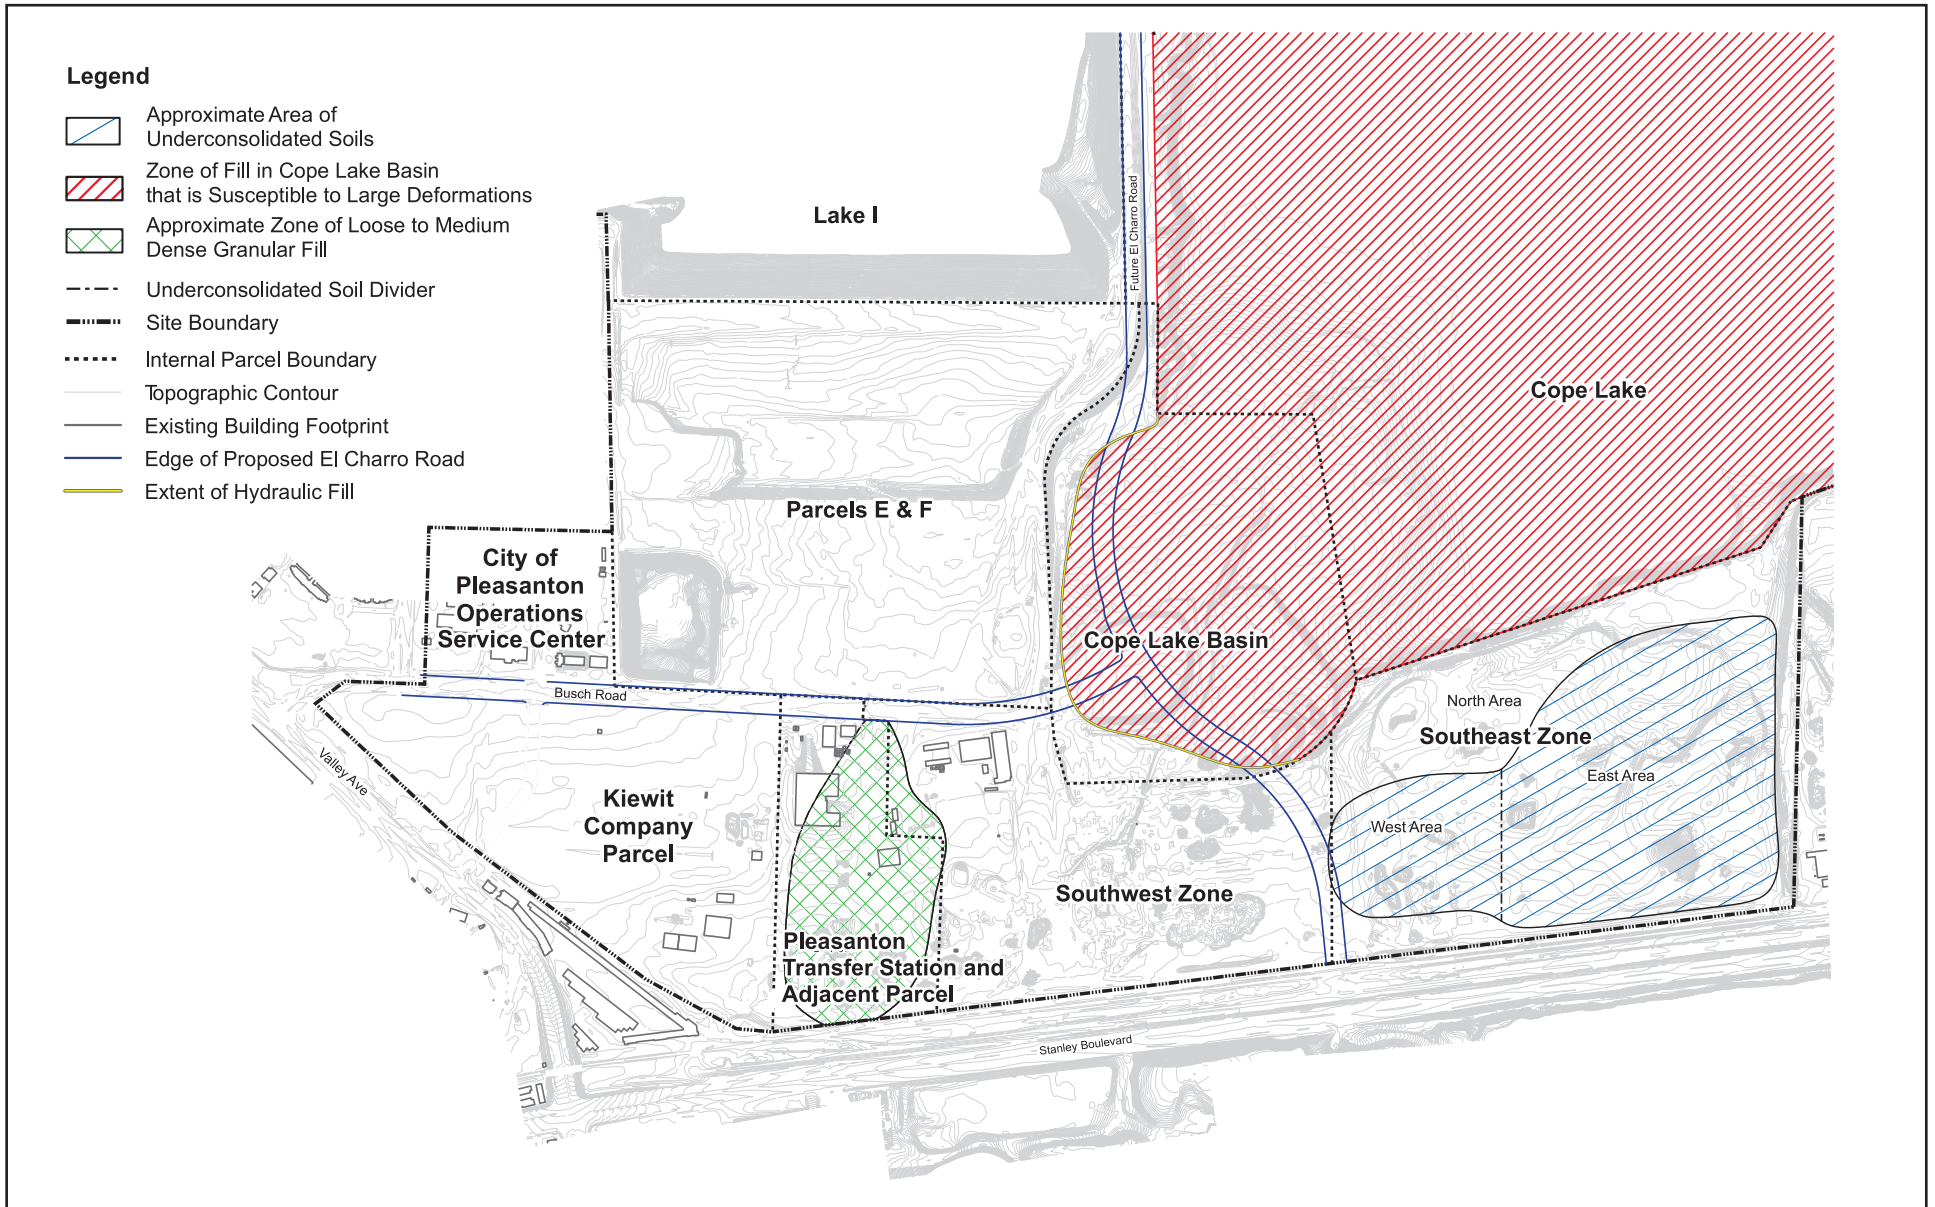 Legend
Approximate Area of
Underconsolidated Soils
Zone of Fill in Cope Lake Basin
that is Susceptible to Large Deformations
Approximate Zone of Loose to Medium
Dense Granular Fill
Underconsolidated Soil Divider
Site Boundary
Internal Parcel Boundary
Topographic Contour
Existing Building Footprint
Edge of Proposed El Charro Road
Extent of Hydraulic Fill
Lake I
Future El Charro Road
Cope Lake
Parcels E & F
City of
Pleasanton
Operations
Service Center
Cope Lake Basin
Busch Road
North Area
Southeast Zone
East Area
West Area
Valley Ave
Kiewit
Company
Parcel
Southwest Zone
Pleasanton
Transfer Station and
Adjacent Parcel
Stanley Boulevard